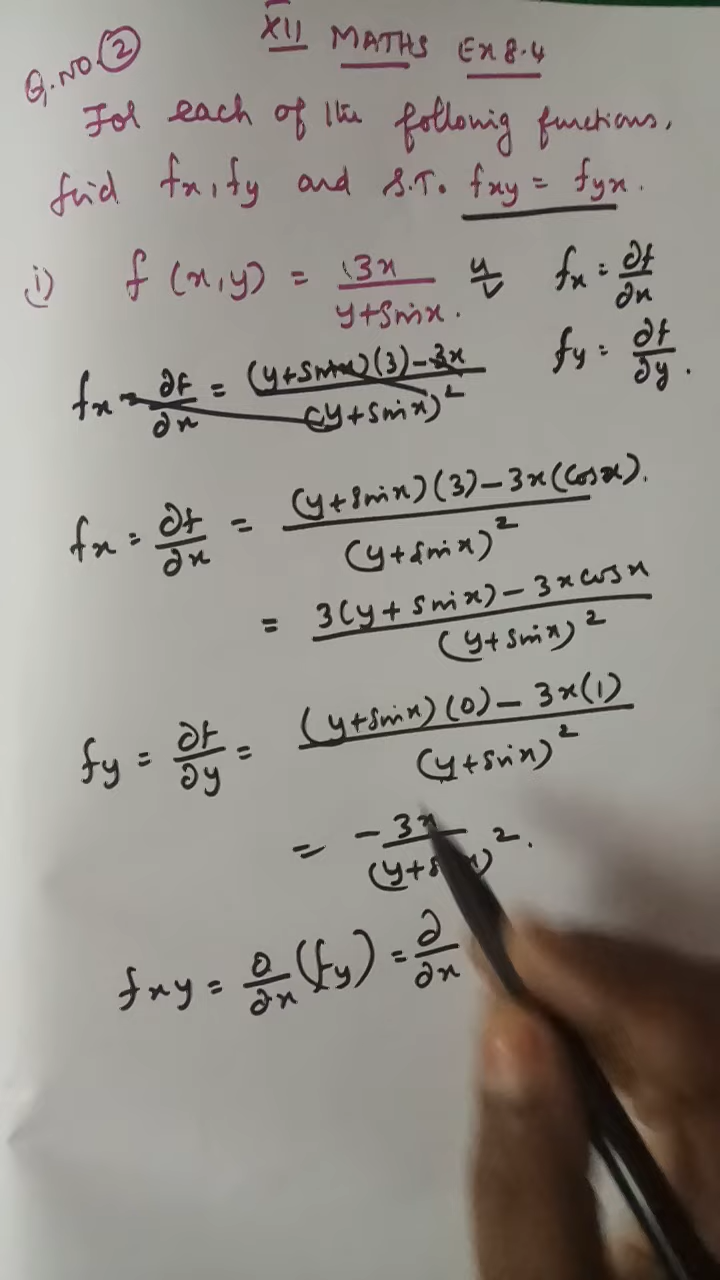 XII MATHS Ex 8.4
Q.NO. 2
For each of the following functions,
find fx, fy and S.T. fxy = fyx.
i) f(x,y) = 3x / y+sinx. u/v fx = ∂f/∂x
fy = ∂f/∂y.
fx = ∂f/∂x = (y+sinx)(3)-3x / (y+sinx)²
fx = ∂f/∂x = (y+sinx)(3)-3x(cosx). / (y+sinx)²
= 3(y+sinx)-3xcosx / (y+sinx)²
fy = ∂f/∂y = (y+sinx)(0)-3x(1) / (y+sinx)²
= -3x / (y+s x)².
fxy = ∂/∂x (fy) = ∂/∂x